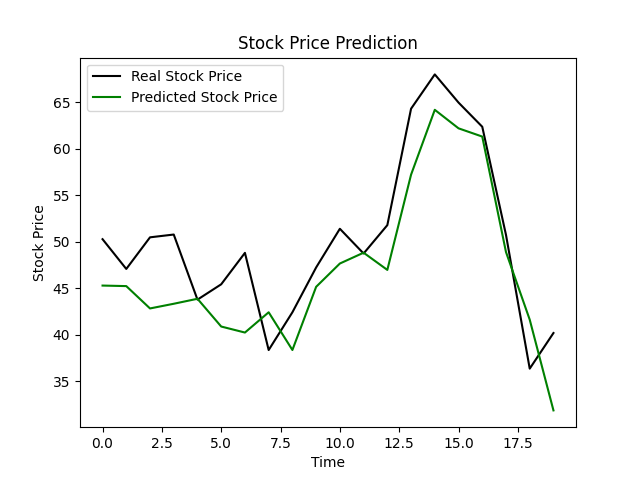 Stock Price Prediction
Real Stock Price
Predicted Stock Price
Stock Price
65
60
55
50
45
40
35
0.0 2.5 5.0 7.5 10.0 12.5 15.0 17.5
Time